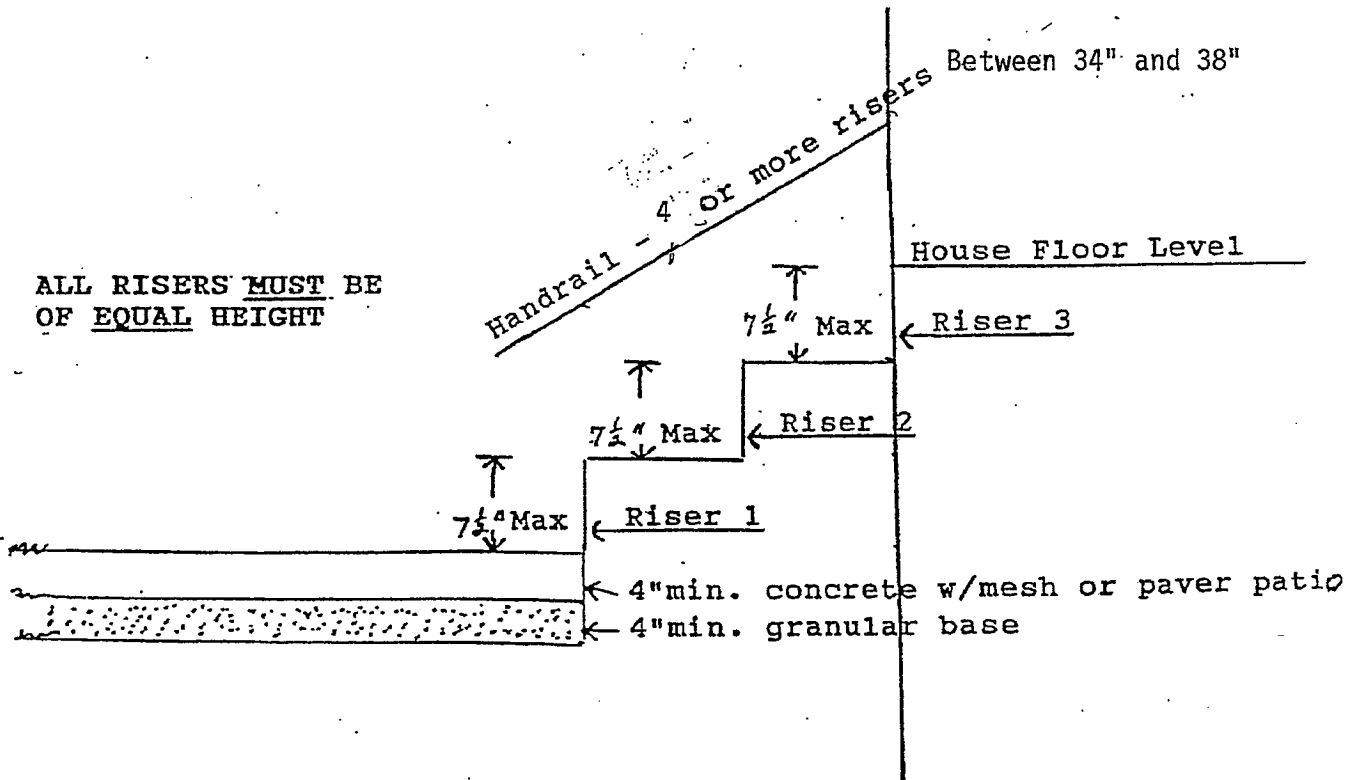 Between 34" and 38"
Handrail - 4 or more risers
House Floor Level
ALL RISERS MUST BE
OF EQUAL HEIGHT
7½" Max
Riser 3
7½" Max
Riser 2
7½" Max
Riser 1
4"min. concrete w/mesh or paver patio
4"min. granular base